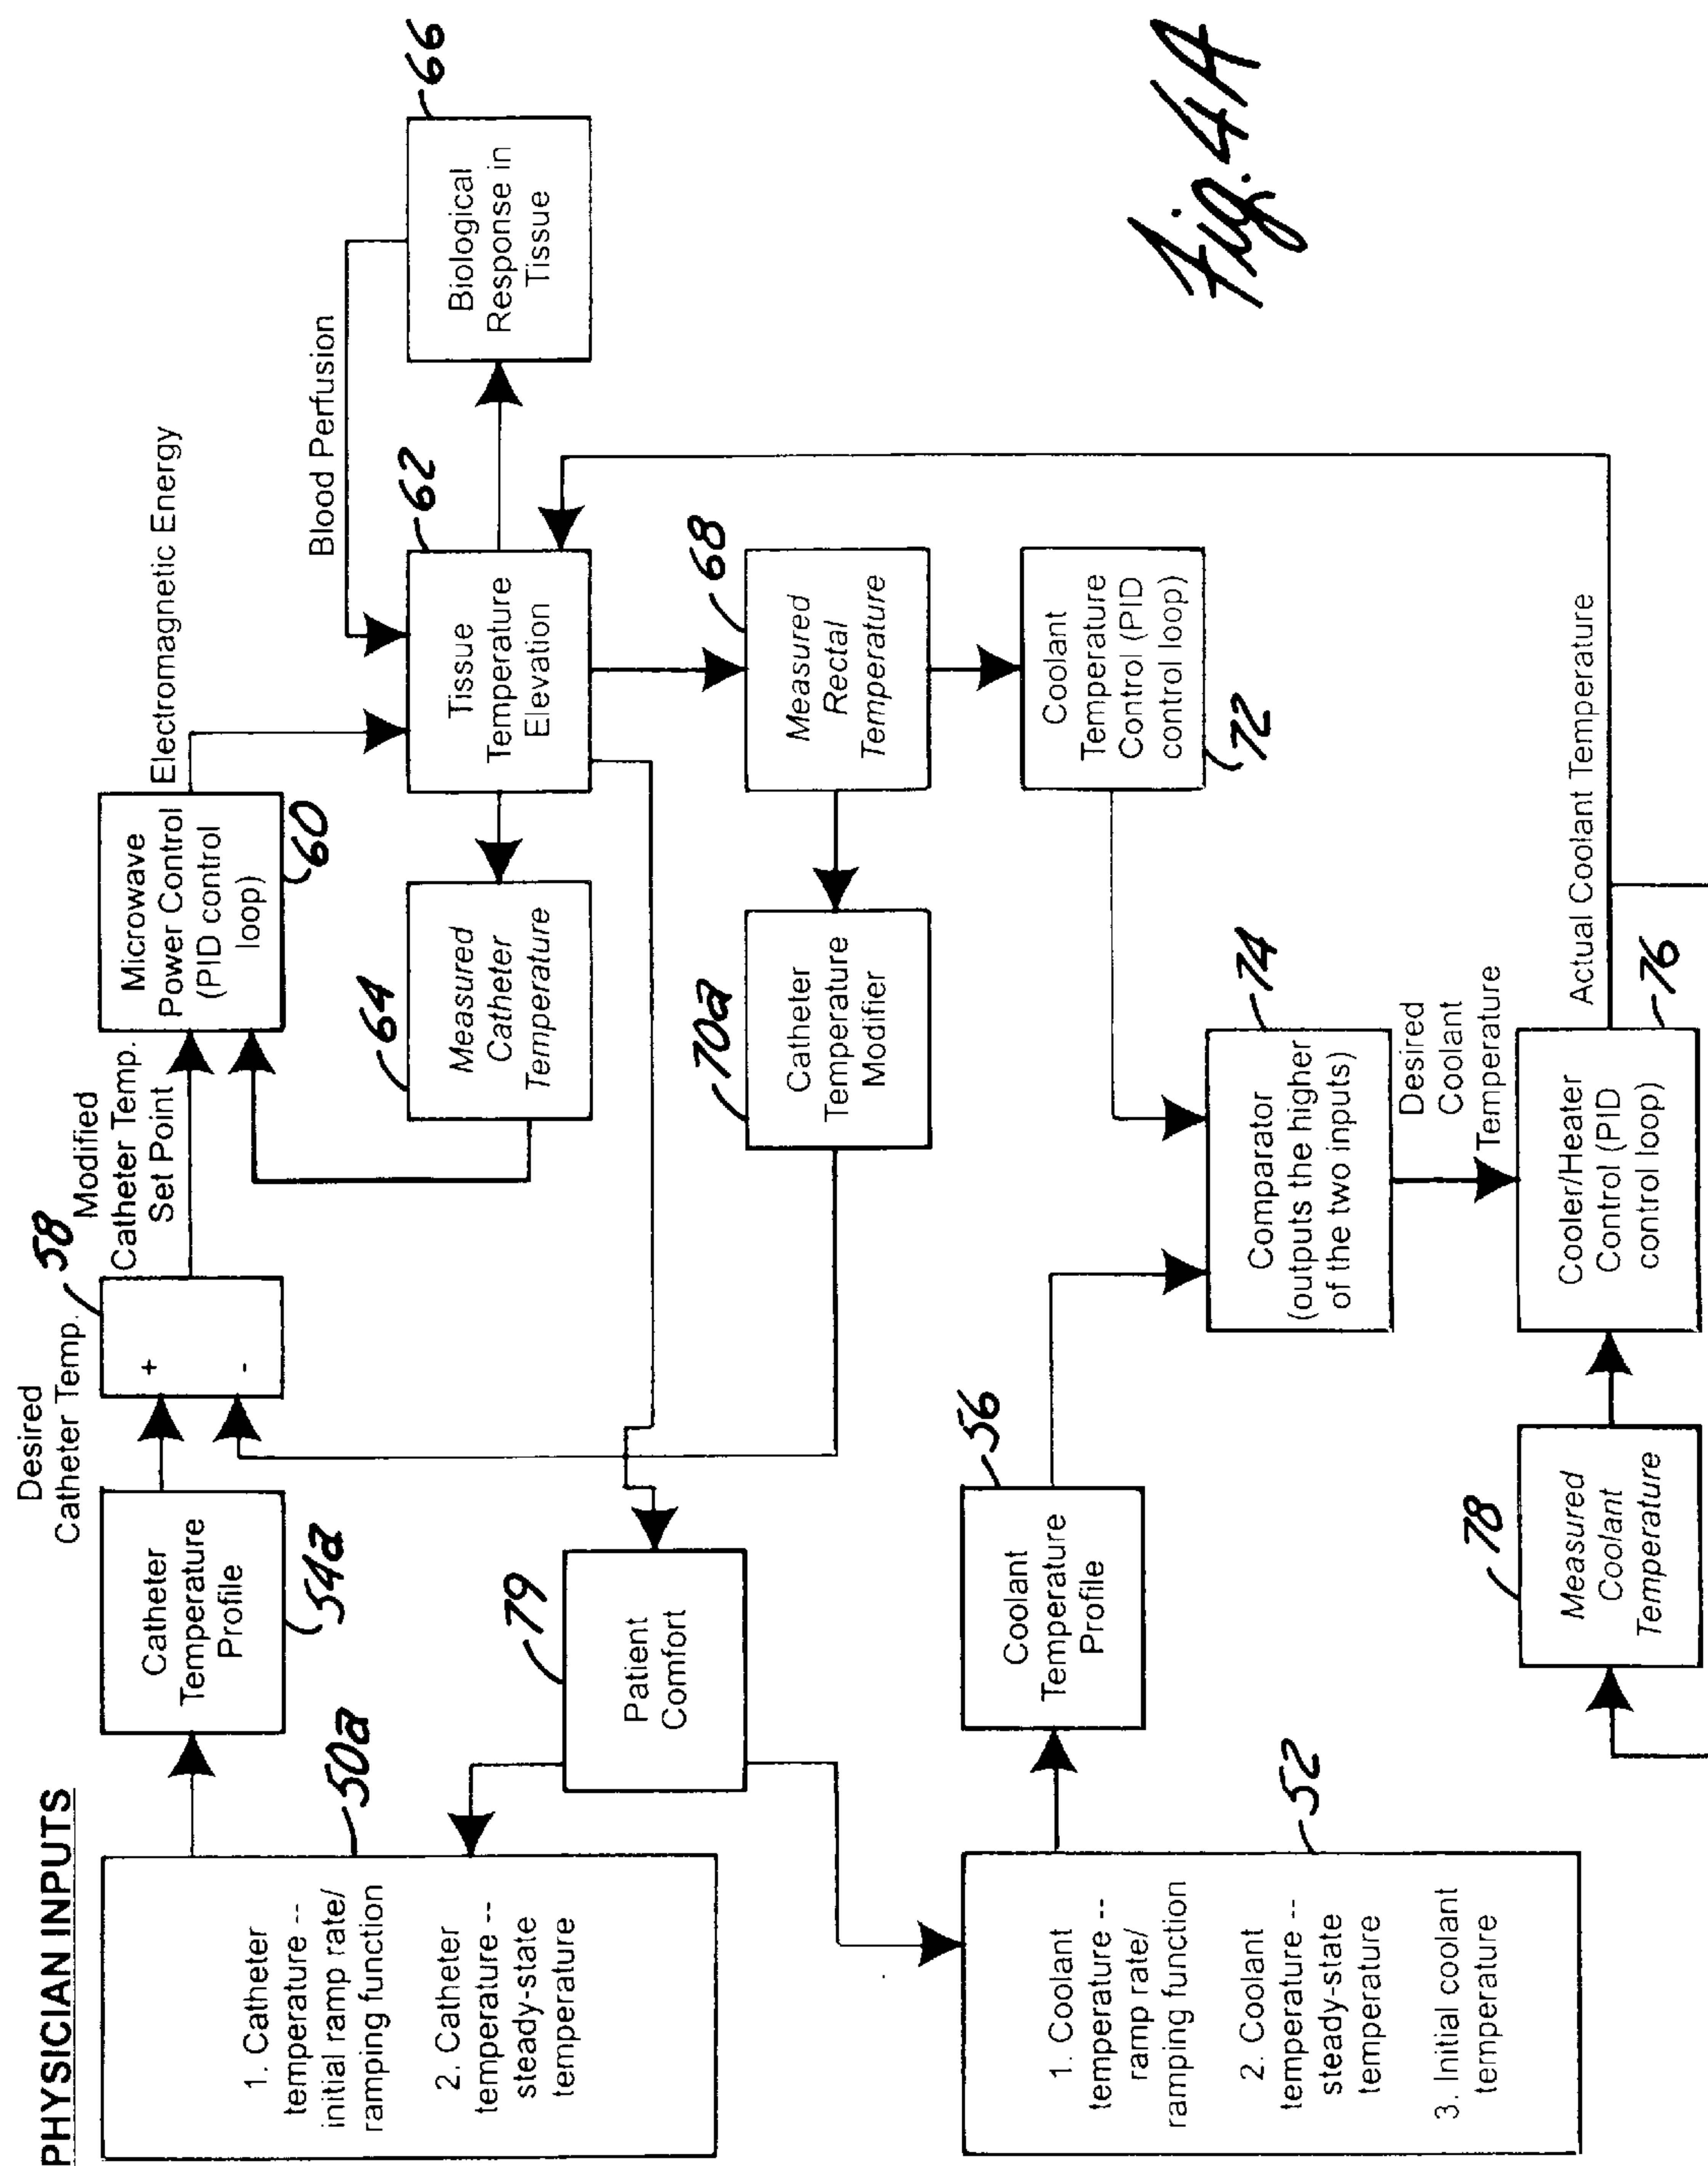 PHYSICIAN INPUTS
1. Catheter
temperature --
initial ramp rate/
ramping function
2. Catheter
temperature --
steady-state
temperature
50a
Catheter
Temperature
Profile
54a
Desired
Catheter Temp.
+
-
58
Modified
Catheter Temp.
Set Point
Microwave
Power Control
(PID control
loop)
60
Electromagnetic Energy
Blood Perfusion
Measured
Catheter
Temperature
64
Tissue
Temperature
Elevation
62
Biological
Response in
Tissue
66
Patient
Comfort
79
Catheter
Temperature
Modifier
70a
Measured
Rectal
Temperature
68
1. Coolant
temperature --
ramp rate/
ramping function
2. Coolant
temperature --
steady-state
temperature
3. Initial coolant
temperature
52
Coolant
Temperature
Profile
56
Coolant
Temperature
Control (PID
control loop)
72
Comparator
(outputs the higher
of the two inputs)
74
Desired
Coolant
Temperature
Measured
Coolant
Temperature
78
Cooler/Heater
Control (PID
control loop)
76
Actual Coolant Temperature
Fig. 4A